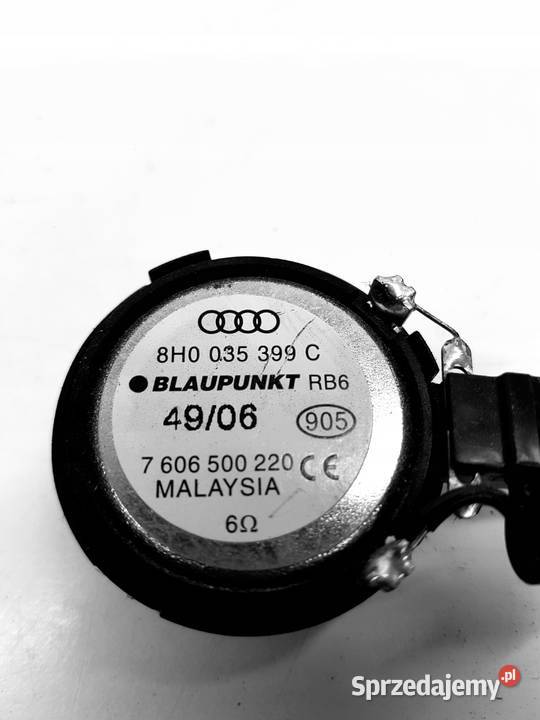 8H0 035 399 C
BLAUPUNKT RB6
49/06 905
7 606 500 220 CE
MALAYSIA
6Ω
Sprzedajemy.pl